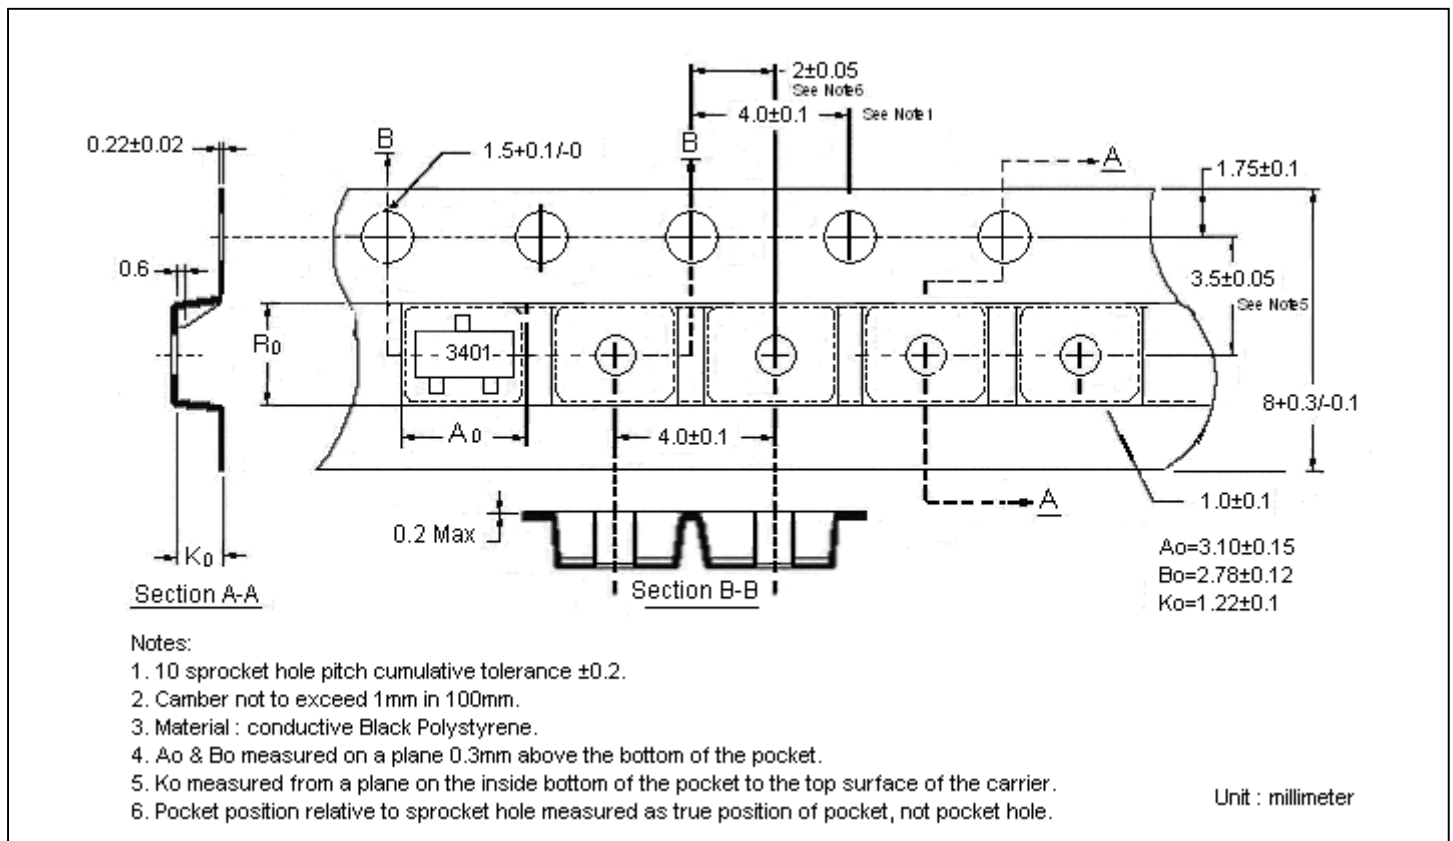 2±0.05
See Note6
4.0±0.1 See Note1
0.22±0.02
B
1.5+0.1/-0
B
A
1.75±0.1
0.6
3.5±0.05
See Note5
R0
3401
8+0.3/-0.1
A0
4.0±0.1
A
1.0±0.1
0.2 Max
K0
Section A-A
Section B-B
Ao=3.10±0.15
Bo=2.78±0.12
Ko=1.22±0.1
Notes:
1. 10 sprocket hole pitch cumulative tolerance ±0.2.
2. Camber not to exceed 1mm in 100mm.
3. Material : conductive Black Polystyrene.
4. Ao & Bo measured on a plane 0.3mm above the bottom of the pocket.
5. Ko measured from a plane on the inside bottom of the pocket to the top surface of the carrier.
6. Pocket position relative to sprocket hole measured as true position of pocket, not pocket hole.
Unit : millimeter